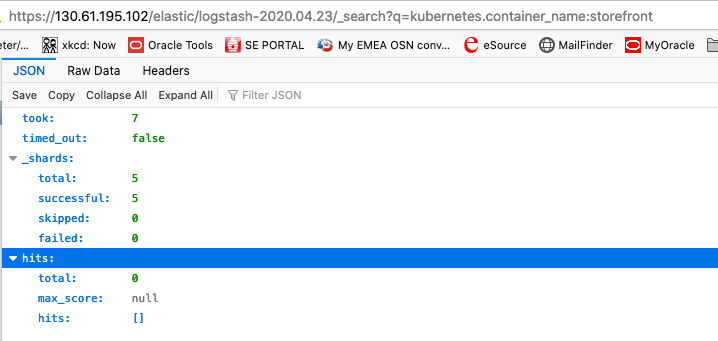 https://130.61.195.102/elastic/logstash-2020.04.23/_search?q=kubernetes.container_name:storefront
eter/... xkcd: Now Oracle Tools SE PORTAL My EMEA OSN conv... eSource MailFinder MyOracle
JSON Raw Data Headers
Save Copy Collapse All Expand All Filter JSON
took: 7
timed_out: false
_shards:
total: 5
successful: 5
skipped: 0
failed: 0
hits:
total: 0
max_score: null
hits: []